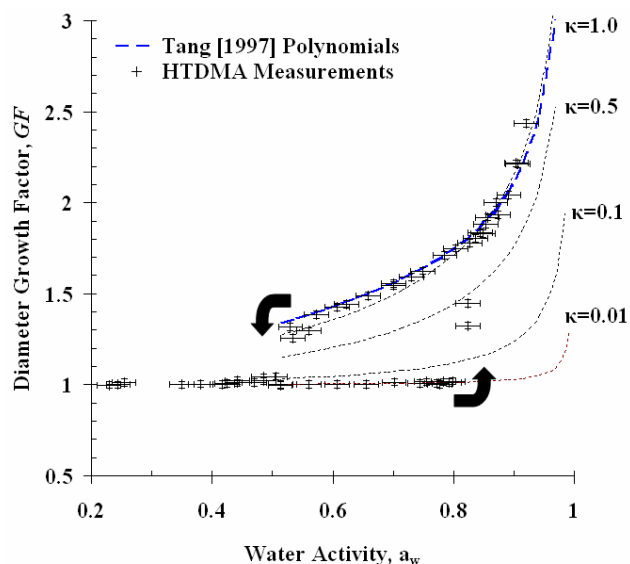 3
2.5
2
1.5
1
0.5
Diameter Growth Factor, GF
Tang [1997] Polynomials
HTDMA Measurements
κ=1.0
κ=0.5
κ=0.1
κ=0.01
0.2
0.4
0.6
0.8
1
Water Activity, aw